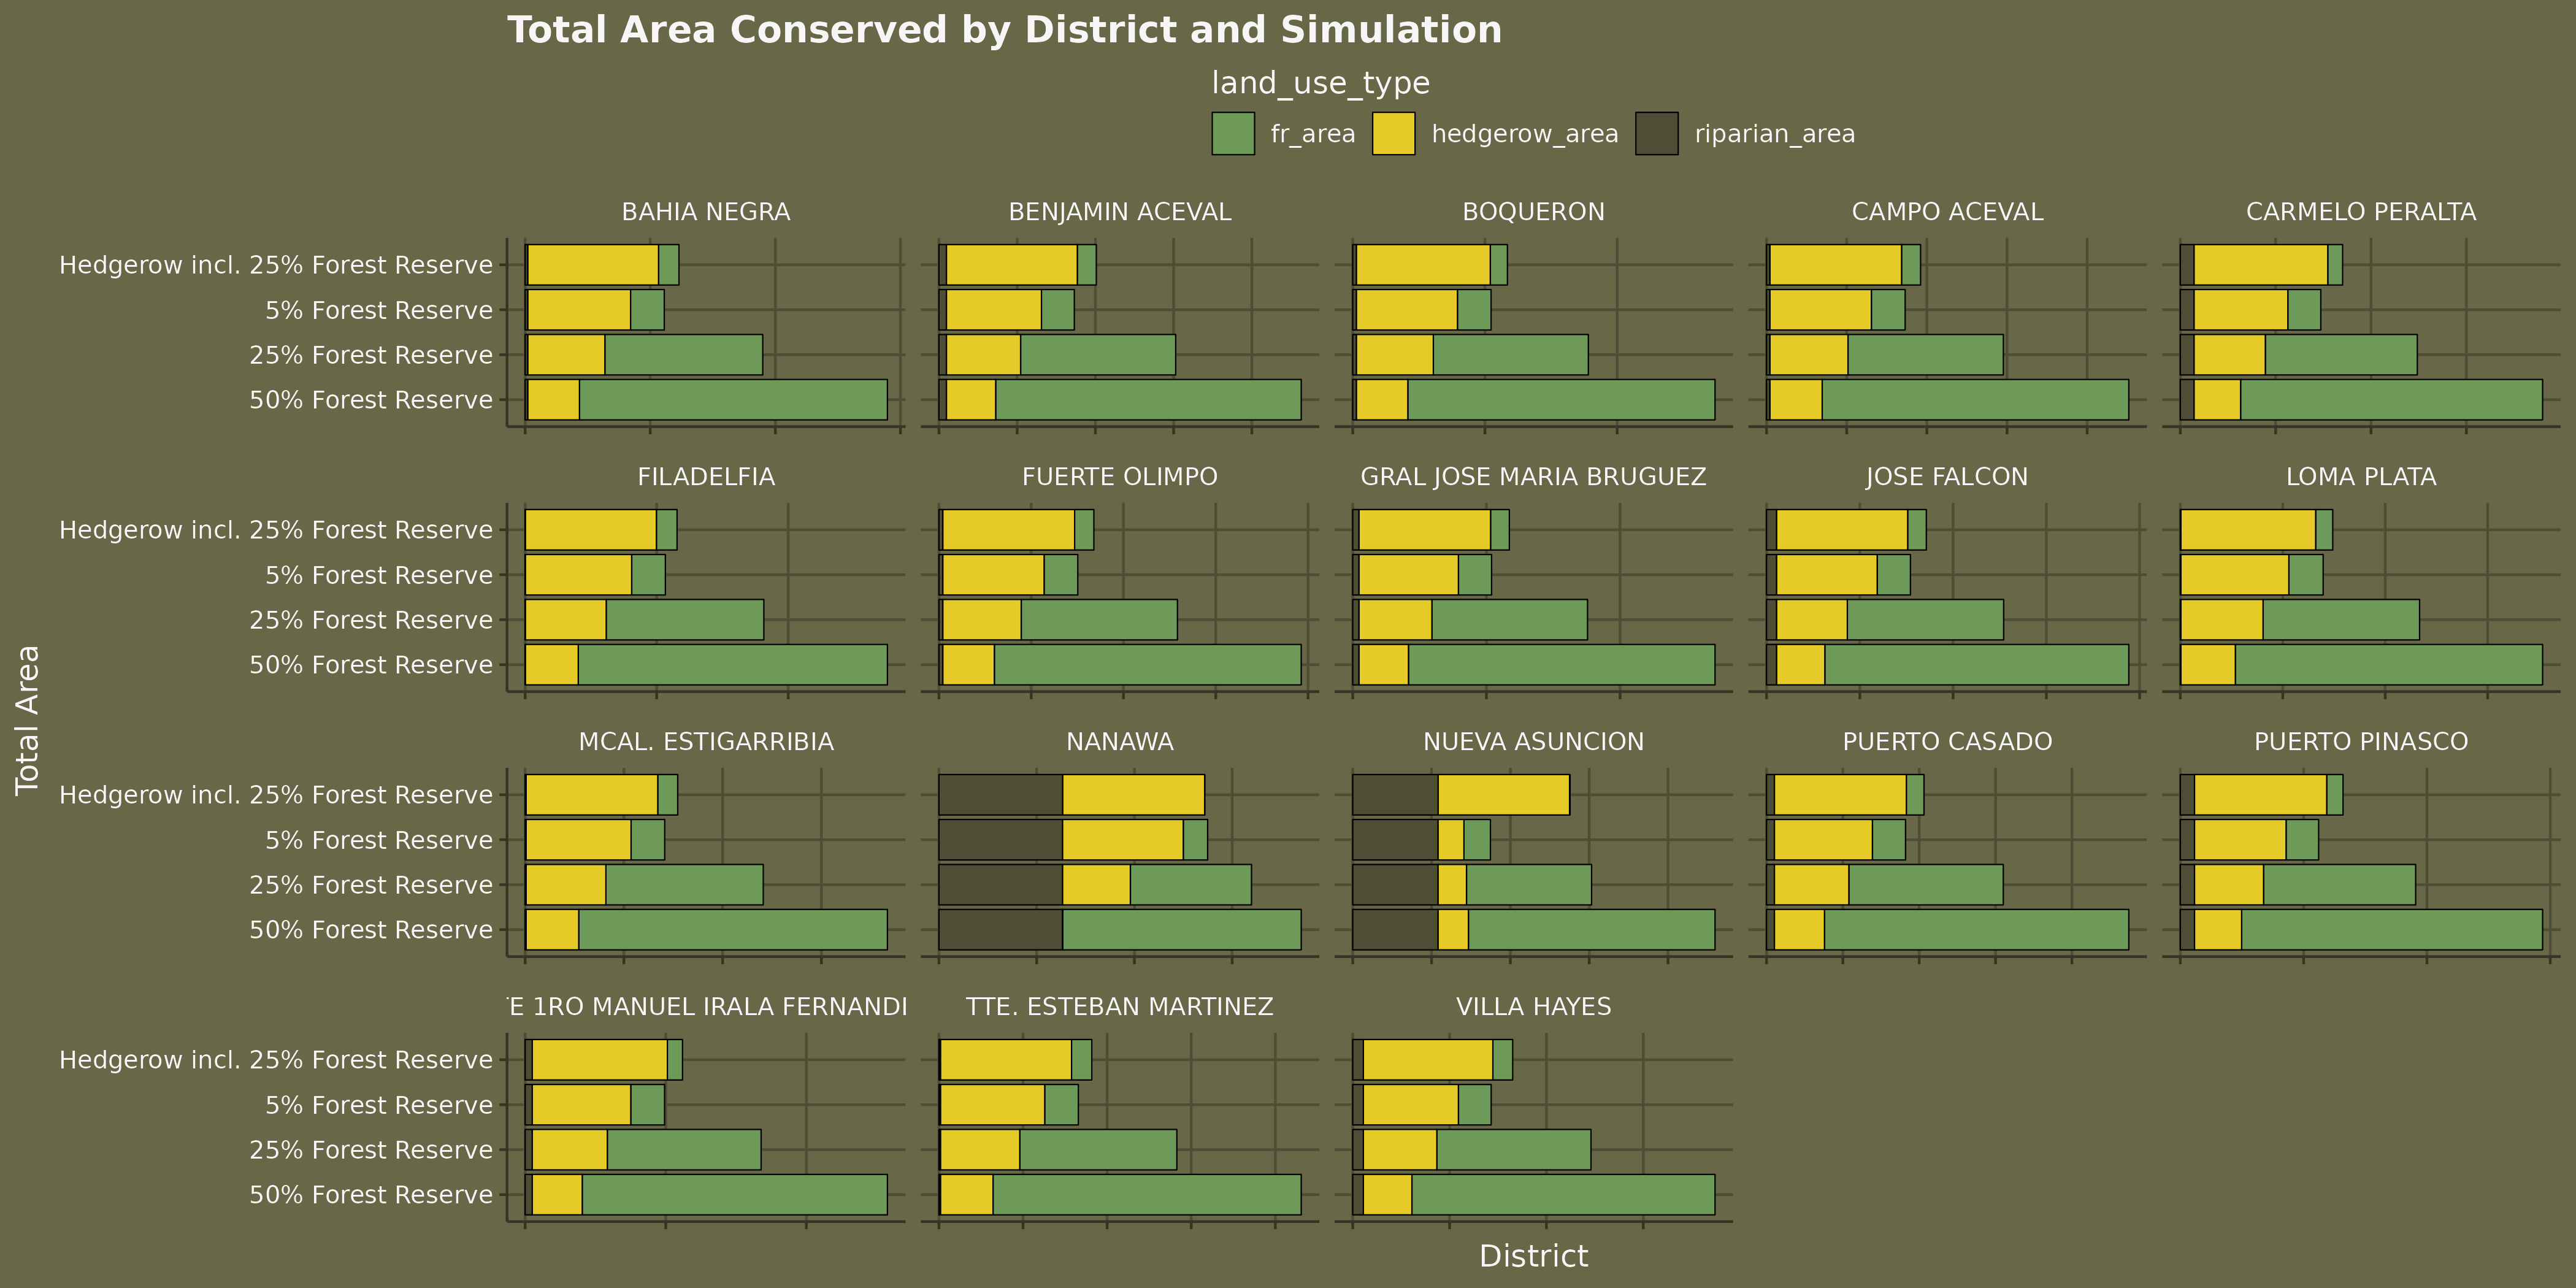 Total Area Conserved by District and Simulation
land_use_type
fr_area hedgerow_area riparian_area
BAHIA NEGRA BENJAMIN ACEVAL BOQUERON CAMPO ACEVAL CARMELO PERALTA
Hedgerow incl. 25% Forest Reserve
5% Forest Reserve
25% Forest Reserve
50% Forest Reserve
FILADELFIA FUERTE OLIMPO GRAL JOSE MARIA BRUGUEZ JOSE FALCON LOMA PLATA
Hedgerow incl. 25% Forest Reserve
5% Forest Reserve
25% Forest Reserve
50% Forest Reserve
Total Area
MCAL. ESTIGARRIBIA NANAWA NUEVA ASUNCION PUERTO CASADO PUERTO PINASCO
Hedgerow incl. 25% Forest Reserve
5% Forest Reserve
25% Forest Reserve
50% Forest Reserve
E 1RO MANUEL IRALA FERNANDI TTE. ESTEBAN MARTINEZ VILLA HAYES
Hedgerow incl. 25% Forest Reserve
5% Forest Reserve
25% Forest Reserve
50% Forest Reserve
District